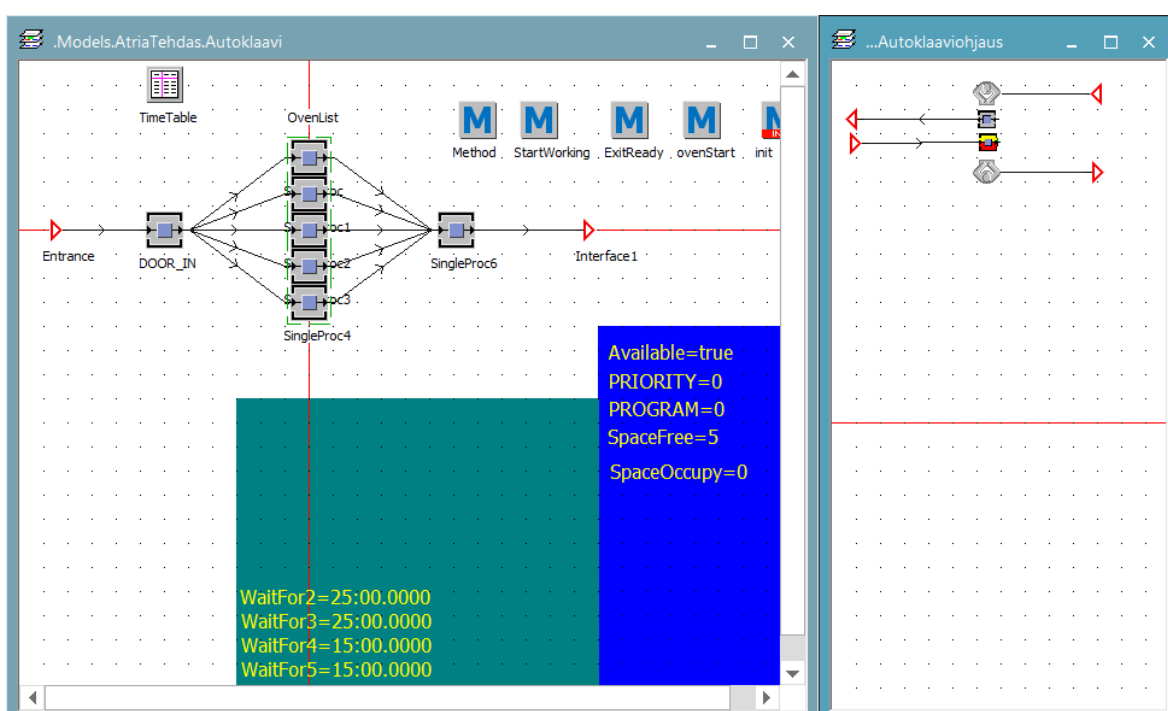 .Models.AtriaTehdas.Autoklaavi
...Autoklaaviohjaus
TimeTable
OvenList
M M M M
Method StartWorking ExitReady ovenStart init
Entrance
DOOR_IN
SingleProc6
Interface1
SingleProc4
Available=true
PRIORITY=0
PROGRAM=0
SpaceFree=5
SpaceOccupy=0
WaitFor2=25:00.0000
WaitFor3=25:00.0000
WaitFor4=15:00.0000
WaitFor5=15:00.0000